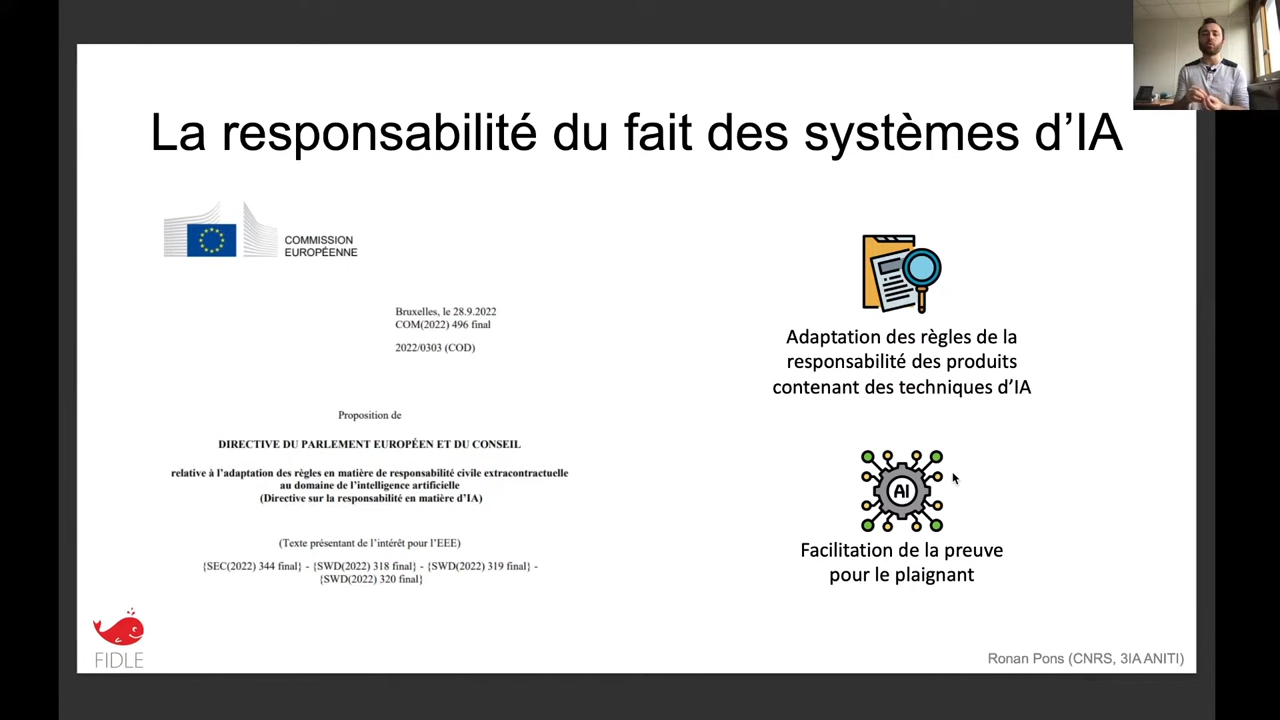 La responsabilité du fait des systèmes d’IA
COMMISSION
EUROPÉENNE
Bruxelles, le 28.9.2022
COM(2022) 496 final
2022/0303 (COD)
Proposition de
DIRECTIVE DU PARLEMENT EUROPÉEN ET DU CONSEIL
relative à l’adaptation des règles en matière de responsabilité civile extracontractuelle
au domaine de l’intelligence artificielle
(Directive sur la responsabilité en matière d’IA)
(Texte présentant de l’intérêt pour l’EEE)
{SEC(2022) 344 final} - {SWD(2022) 318 final} - {SWD(2022) 319 final} -
{SWD(2022) 320 final}
Adaptation des règles de la
responsabilité des produits
contenant des techniques d’IA
AI
Facilitation de la preuve
pour le plaignant
FIDLE
Ronan Pons (CNRS, 3IA ANITI)